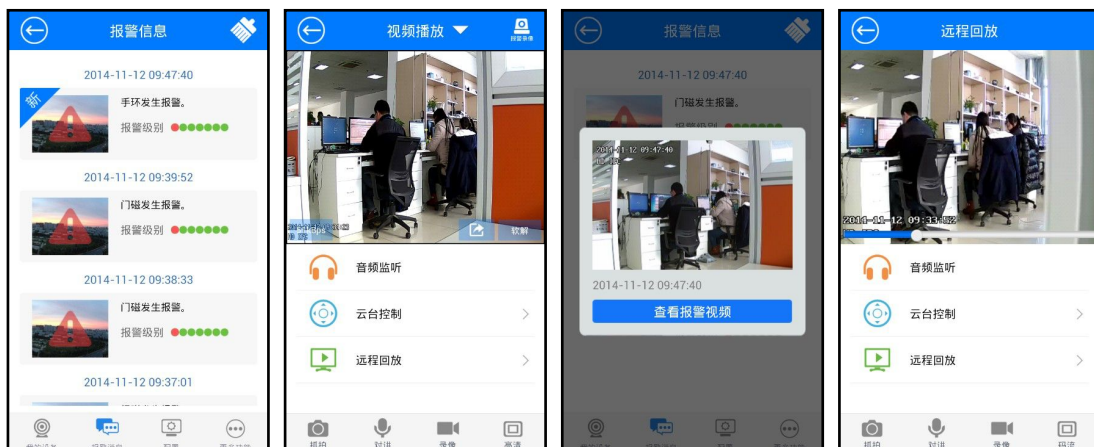 报警信息
2014-11-12 09:47:40
新
手环发生报警。
报警级别
2014-11-12 09:39:52
门磁发生报警。
报警级别
2014-11-12 09:38:33
门磁发生报警。
报警级别
2014-11-12 09:37:01
视频播放
报警录像
软解
音频监听
云台控制
远程回放
抓拍
对讲
录像
高清
报警信息
2014-11-12 09:47:40
门磁发生报警。
报警级别
2014-11-12 09:47:40
2014-11-12 09:47:40
查看报警视频
配置
远程回放
2014-11-12 09:33:52
音频监听
云台控制
远程回放
抓拍
对讲
录像
码流